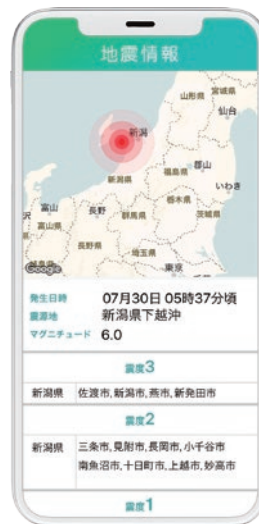 地震情報
山形県
宮城県
仙台
新潟
福島県
郡山
新潟県
いわき
栃木県
富山
長野
群馬県
茨城県
富山県
長野県
埼玉県
東京
Google
発生日時 07月30日 05時37分頃
震源地 新潟県下越沖
マグニチュード 6.0
震度3
新潟県 佐渡市,新潟市,燕市,新発田市
震度2
新潟県 三条市,見附市,長岡市,小千谷市
南魚沼市,十日町市,上越市,妙高市
震度1